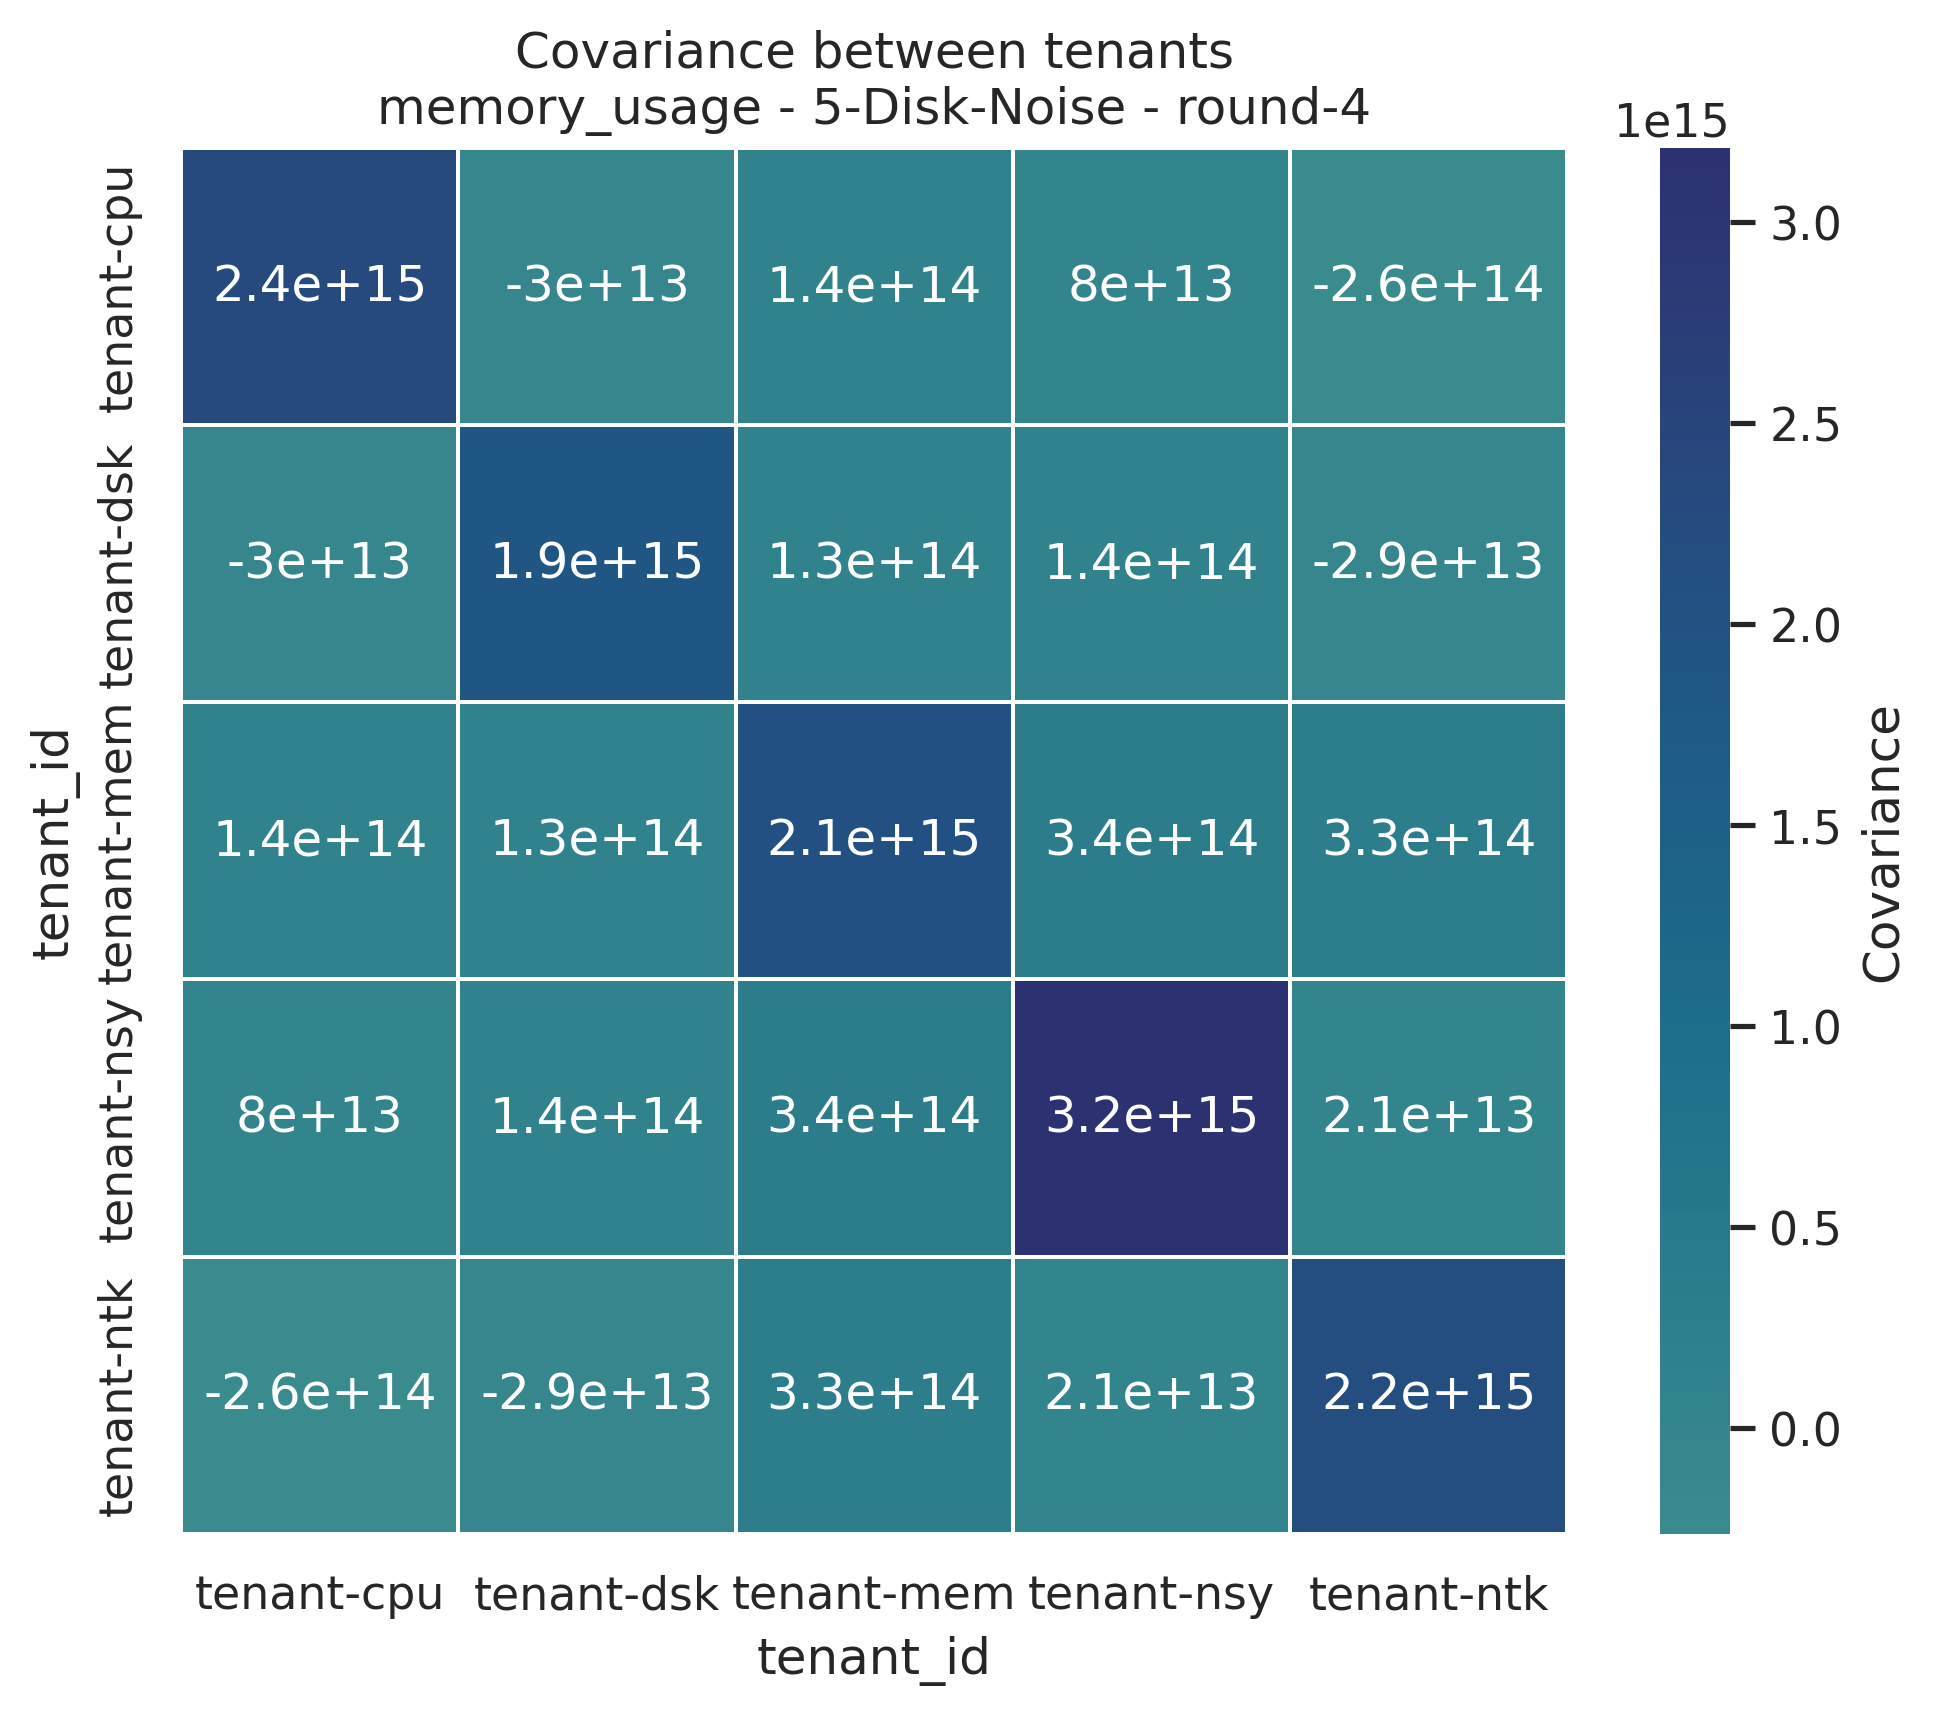 Covariance between tenants
memory_usage - 5-Disk-Noise - round-4
1e15
tenant-cpu
2.4e+15 -3e+13 1.4e+14 8e+13 -2.6e+14
tenant-dsk
-3e+13 1.9e+15 1.3e+14 1.4e+14 -2.9e+13
tenant-mem
1.4e+14 1.3e+14 2.1e+15 3.4e+14 3.3e+14
tenant-nsy
8e+13 1.4e+14 3.4e+14 3.2e+15 2.1e+13
tenant-ntk
-2.6e+14 -2.9e+13 3.3e+14 2.1e+13 2.2e+15
tenant_id
tenant-cpu tenant-dsk tenant-mem tenant-nsy tenant-ntk
tenant_id
3.0
2.5
2.0
1.5
1.0
0.5
0.0
Covariance